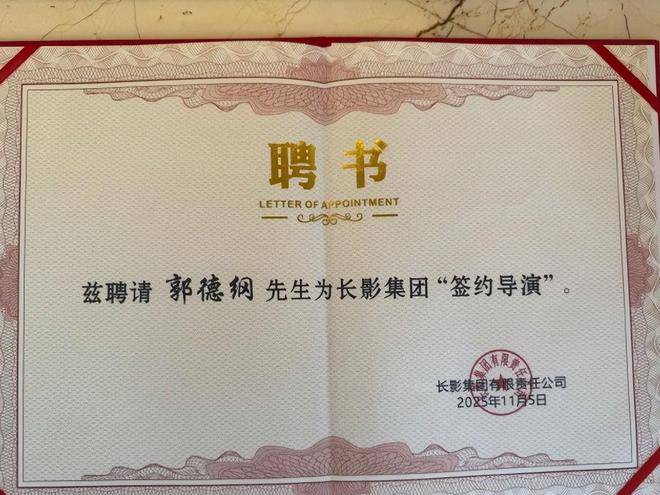 聘书
LETTER OF APPOINTMENT
兹聘请 郭德纲 先生为长影集团“签约导演”。
长影集团有限责任公司
2025年11月5日